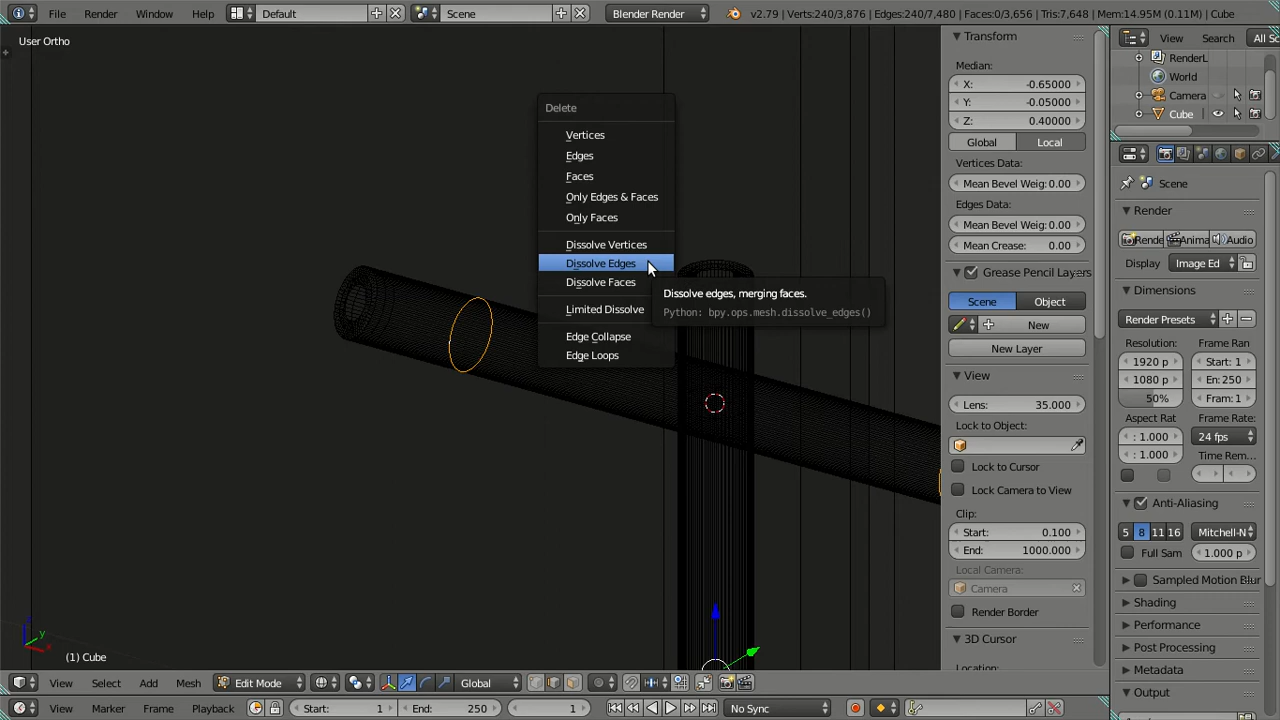 File Render Window Help Default Scene Blender Render v2.79 | Verts:240/3,876 | Edges:240/7,480 | Faces:0/3,656 | Tris:7,648 | Mem:14.95M (0.11M) | Cube
User Ortho
Delete
Vertices
Edges
Faces
Only Edges & Faces
Only Faces
Dissolve Vertices
Dissolve Edges
Dissolve Faces
Limited Dissolve
Edge Collapse
Edge Loops
Dissolve edges, merging faces.
Python: bpy.ops.mesh.dissolve_edges()
z
y
x
(1) Cube
Transform
Median:
X: -0.65000
Y: -0.05000
Z: 0.40000
Global Local
Vertices Data:
Mean Bevel Weig: 0.00
Edges Data:
Mean Bevel Weig: 0.00
Mean Crease: 0.00
Grease Pencil Layers
Scene Object
New
New Layer
View
Lens: 35.000
Lock to Object:
Lock to Cursor
Lock Camera to View
Clip:
Start: 0.100
End: 1000.000
Local Camera:
Camera
Render Border
3D Cursor
Location:
View Search All Sc
RenderL
World
Camera
Cube
Scene
Render
Rende Anima Audio
Display Image Ed
Dimensions
Render Presets
Resolution: Frame Ran
1920 p Start: 1
1080 p En: 250
50% Fram: 1
Aspect Rat Frame Rate:
: 1.000 24 fps
: 1.000 Time Rem...
Anti-Aliasing
5 8 11 16 Mitchell-N
Full Sam 1.000 p
Sampled Motion Blur
Shading
Performance
Post Processing
Metadata
Output
View Select Add Mesh Edit Mode Global
View Marker Frame Playback Start: 1 End: 250 1 No Sync